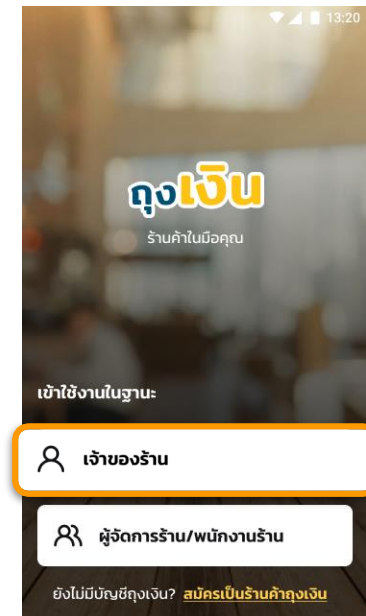 13:20
ถุงเงิน
ร้านค้าในมือคุณ
เข้าใช้งานในฐานะ
เจ้าของร้าน
ผู้จัดการร้าน/พนักงานร้าน
ยังไม่มีบัญชีถุงเงิน? สมัครเป็นร้านค้าถุงเงิน